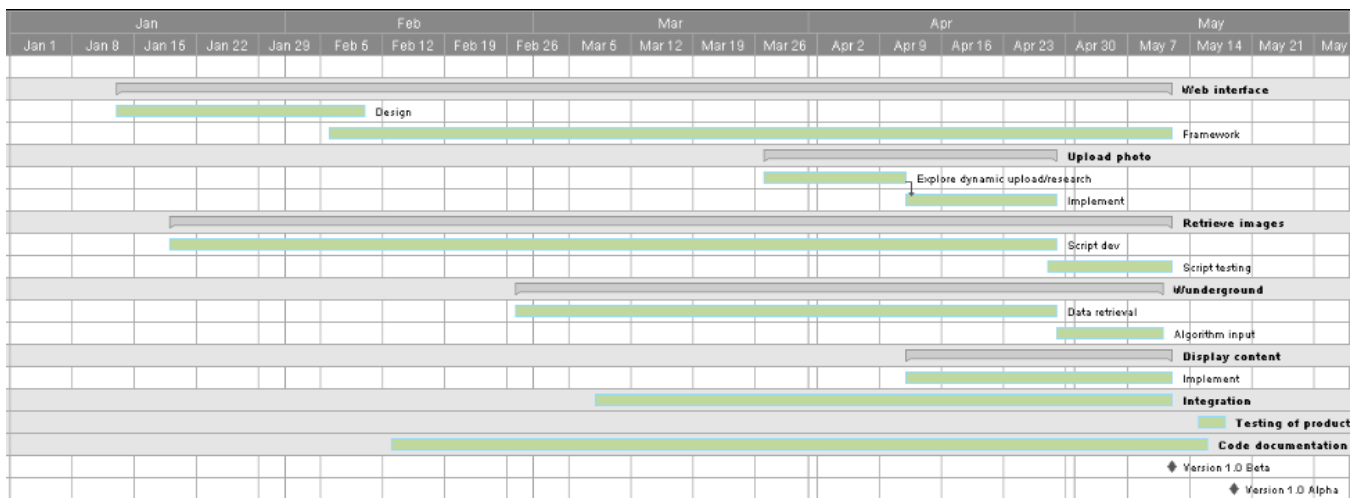 Jan Feb Mar Apr May
Jan 1 Jan 8 Jan 15 Jan 22 Jan 29 Feb 5 Feb 12 Feb 19 Feb 26 Mar 5 Mar 12 Mar 19 Mar 26 Apr 2 Apr 9 Apr 16 Apr 23 Apr 30 May 7 May 14 May 21 May
Web interface
Design
Framework
Upload photo
Explore dynamic upload/research
Implement
Retrieve images
Script dev
Script testing
Wunderground
Data retrieval
Algorithm input
Display content
Implement
Integration
Testing of product
Code documentation
Version 1.0 Beta
Version 1.0 Alpha